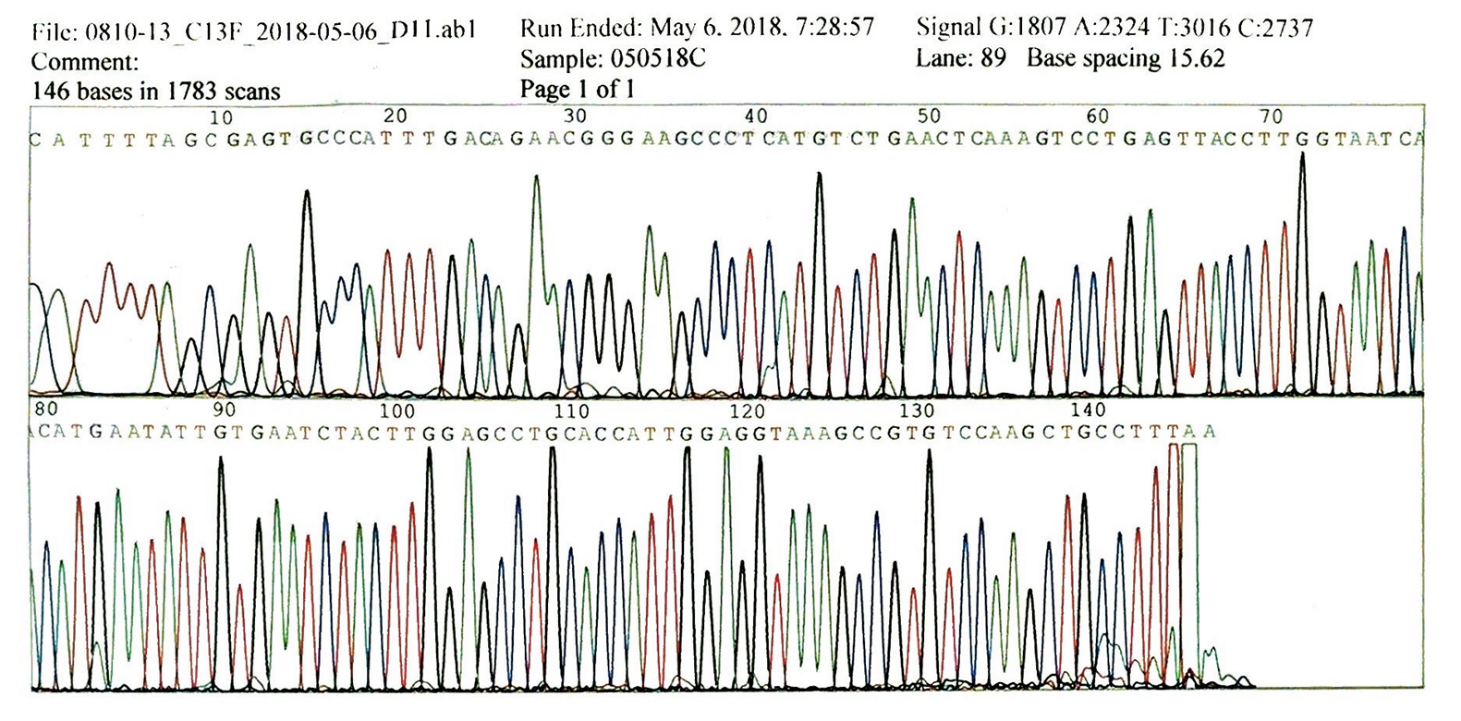 File: 0810-13_C13F_2018-05-06_D11.ab1 Run Ended: May 6, 2018, 7:28:57 Signal G:1807 A:2324 T:3016 C:2737
Comment: Sample: 050518C Lane: 89 Base spacing 15.62
146 bases in 1783 scans Page 1 of 1
10 20 30 40 50 60 70
C A T T T T A G C G A G T G C C C A T T T G A C A G A A C G G G A A G C C C T C A T G T C T G A A C T C A A A G T C C T G A G T T A C C T T G G T A A T C A
80 90 100 110 120 130 140
A C A T G A A T A T T G T G A A T C T A C T T G G A G C C T G C A C C A T T G G A G G T A A A G C C G T G T C C A A G C T G C C T T T A A